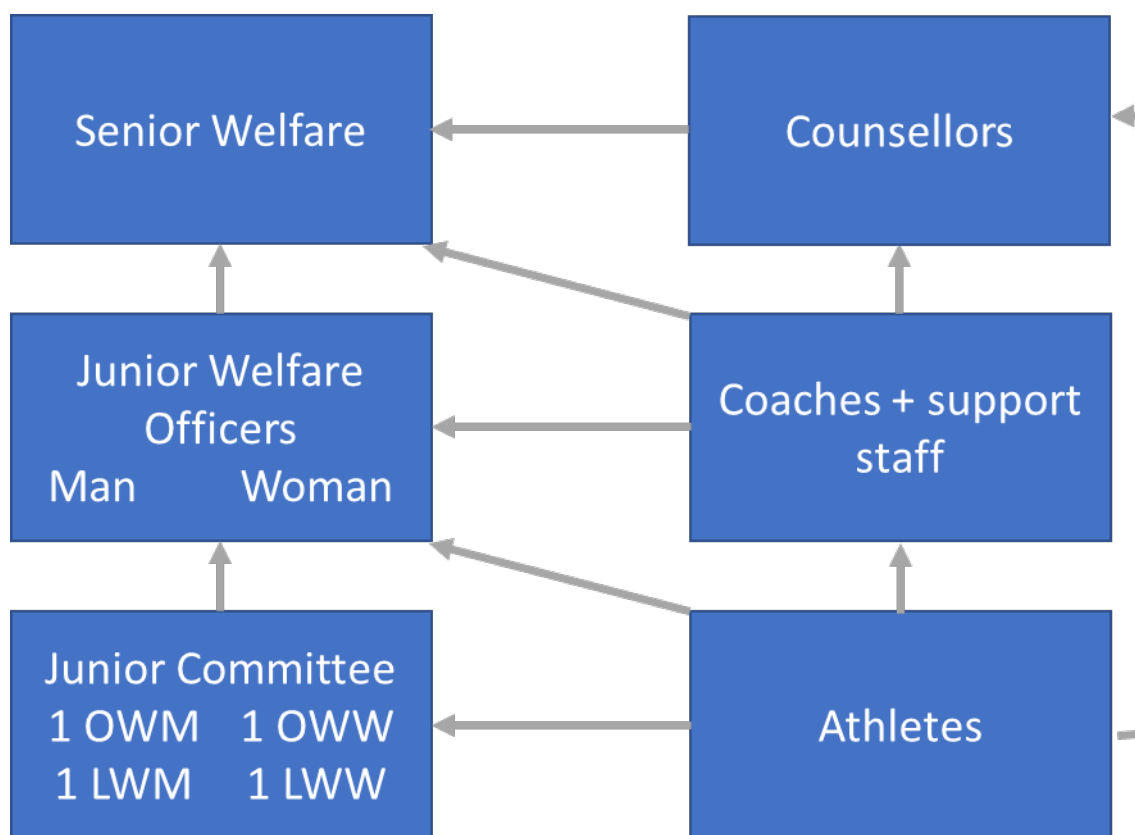 Senior Welfare
Counsellors
Junior Welfare
Officers
Man Woman
Coaches + support
staff
Junior Committee
1 OWM 1 OWW
1 LWM 1 LWW
Athletes